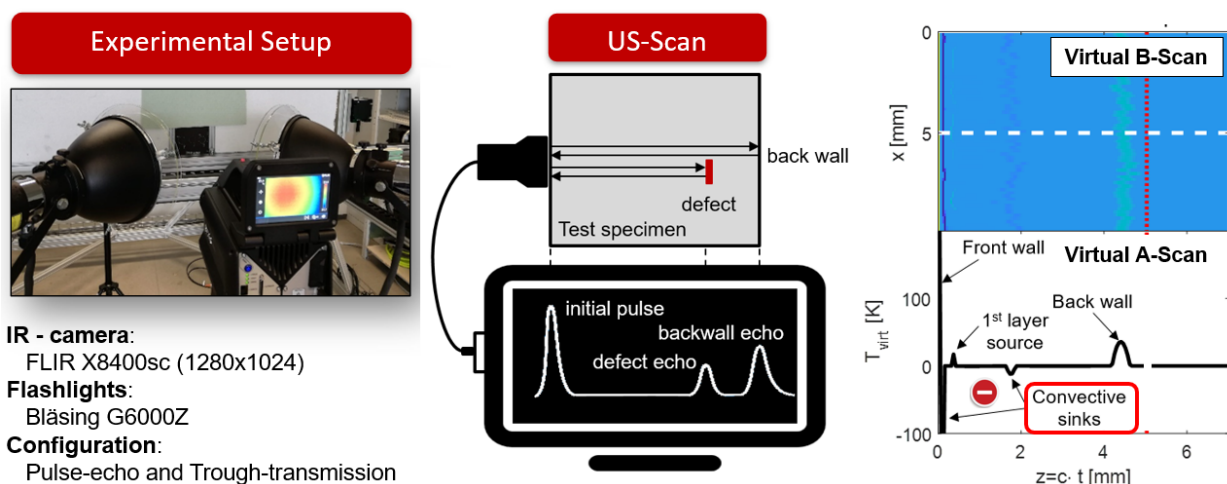 Experimental Setup
IR - camera:
FLIR X8400sc (1280x1024)
Flashlights:
Bläsing G6000Z
Configuration:
Pulse-echo and Trough-transmission
US-Scan
back wall
defect
Test specimen
initial pulse
backwall echo
defect echo
Virtual B-Scan
0
5
x [mm]
Front wall
Virtual A-Scan
Back wall
1st layer
source
Convective
sinks
100
0
-100
Tvirt [K]
0
2
4
6
z=c· t [mm]